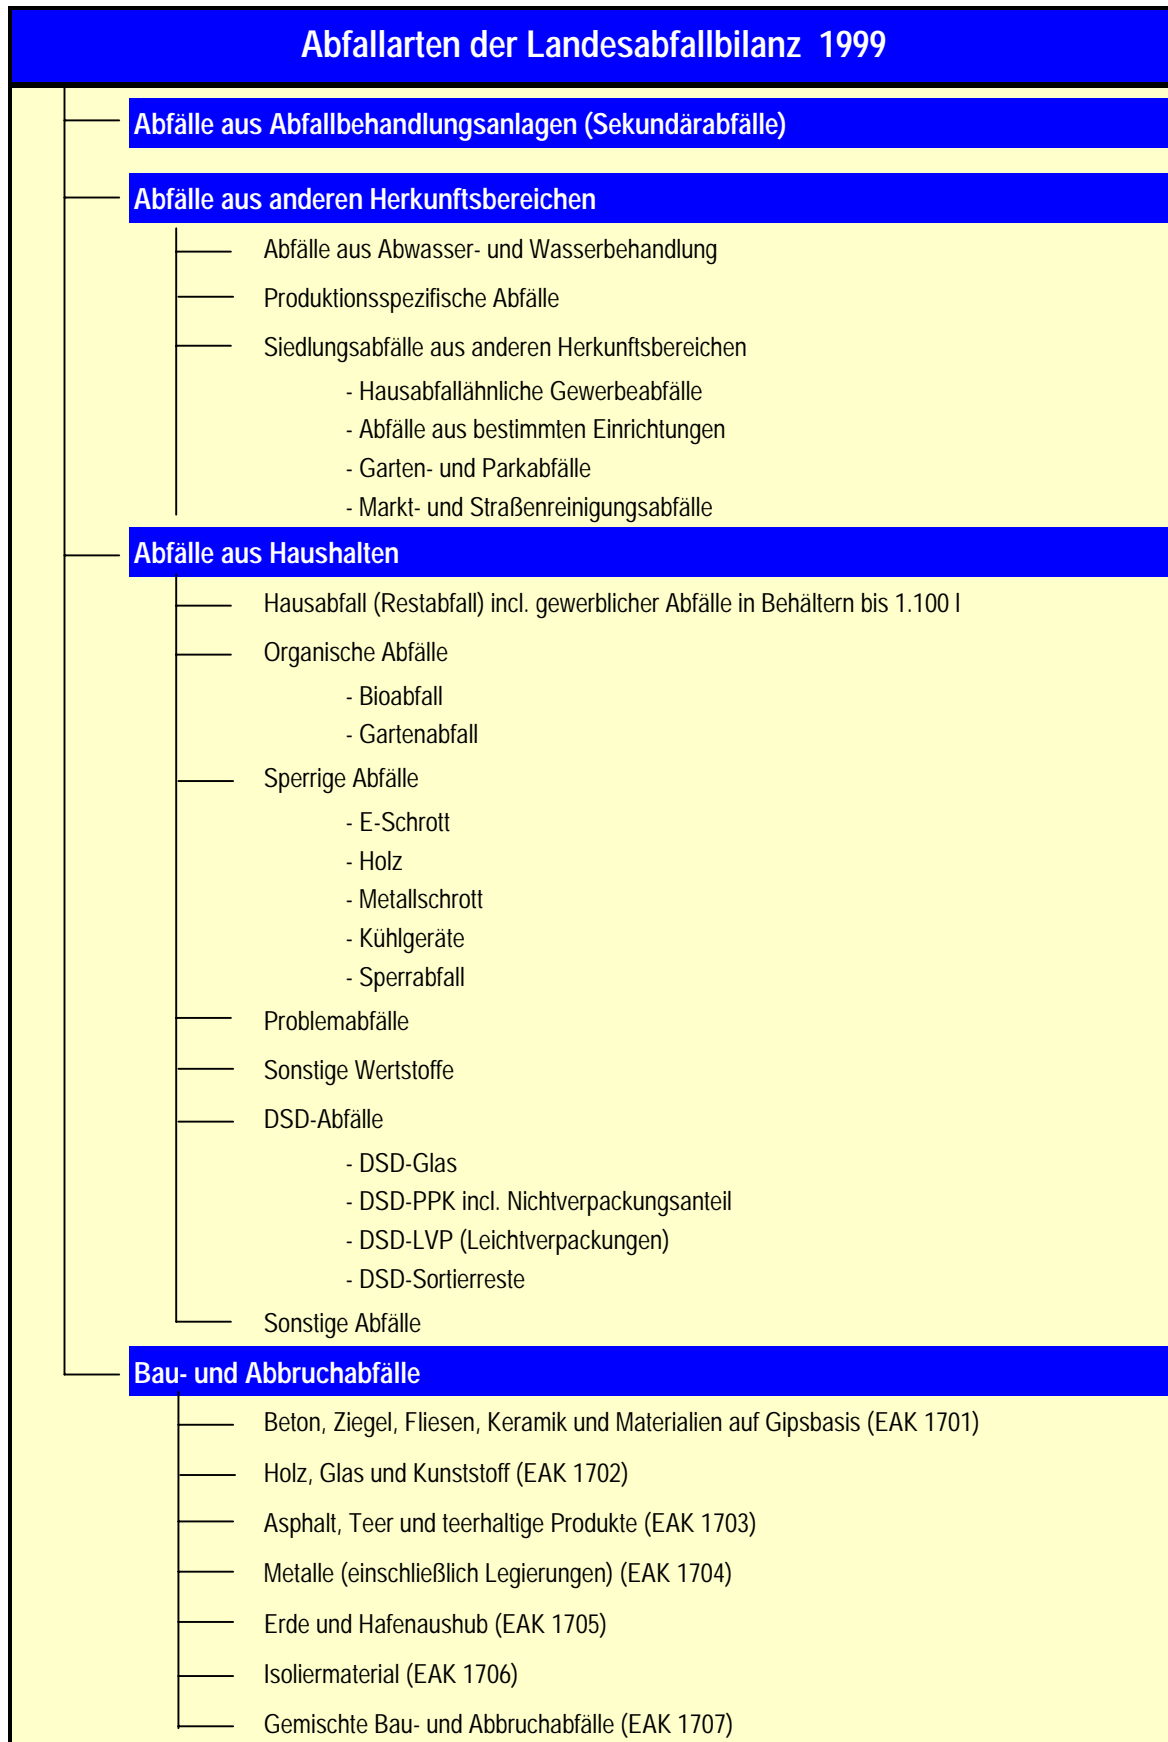 Abfallarten der Landesabfallbilanz 1999
Abfälle aus Abfallbehandlungsanlagen (Sekundärabfälle)
Abfälle aus anderen Herkunftsbereichen
Abfälle aus Abwasser- und Wasserbehandlung
Produktionsspezifische Abfälle
Siedlungsabfälle aus anderen Herkunftsbereichen
- Hausabfallähnliche Gewerbeabfälle
- Abfälle aus bestimmten Einrichtungen
- Garten- und Parkabfälle
- Markt- und Straßenreinigungsabfälle
Abfälle aus Haushalten
Hausabfall (Restabfall) incl. gewerblicher Abfälle in Behältern bis 1.100 l
Organische Abfälle
- Bioabfall
- Gartenabfall
Sperrige Abfälle
- E-Schrott
- Holz
- Metallschrott
- Kühlgeräte
- Sperrabfall
Problemabfälle
Sonstige Wertstoffe
DSD-Abfälle
- DSD-Glas
- DSD-PPK incl. Nichtverpackungsanteil
- DSD-LVP (Leichtverpackungen)
- DSD-Sortierreste
Sonstige Abfälle
Bau- und Abbruchabfälle
Beton, Ziegel, Fliesen, Keramik und Materialien auf Gipsbasis (EAK 1701)
Holz, Glas und Kunststoff (EAK 1702)
Asphalt, Teer und teerhaltige Produkte (EAK 1703)
Metalle (einschließlich Legierungen) (EAK 1704)
Erde und Hafenaushub (EAK 1705)
Isoliermaterial (EAK 1706)
Gemischte Bau- und Abbruchabfälle (EAK 1707)